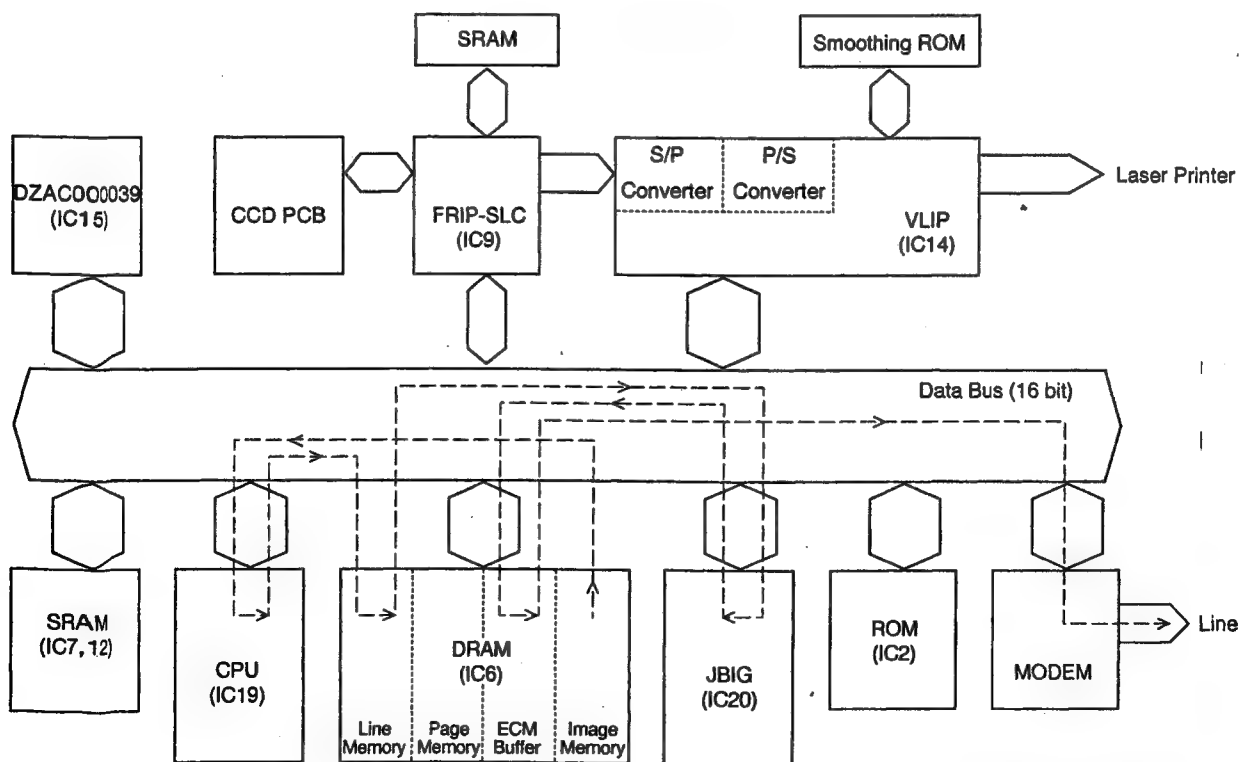 SRAM
Smoothing ROM
DZAC000039
(IC15)
CCD PCB
FRIP-SLC
(IC9)
S/P
Converter
P/S
Converter
VLIP
(IC14)
Laser Printer
Data Bus (16 bit)
SRAM
(IC7,12)
CPU
(IC19)
DRAM
(IC6)
Line
Memory
Page
Memory
ECM
Buffer
Image
Memory
JBIG
(IC20)
ROM
(IC2)
MODEM
Line